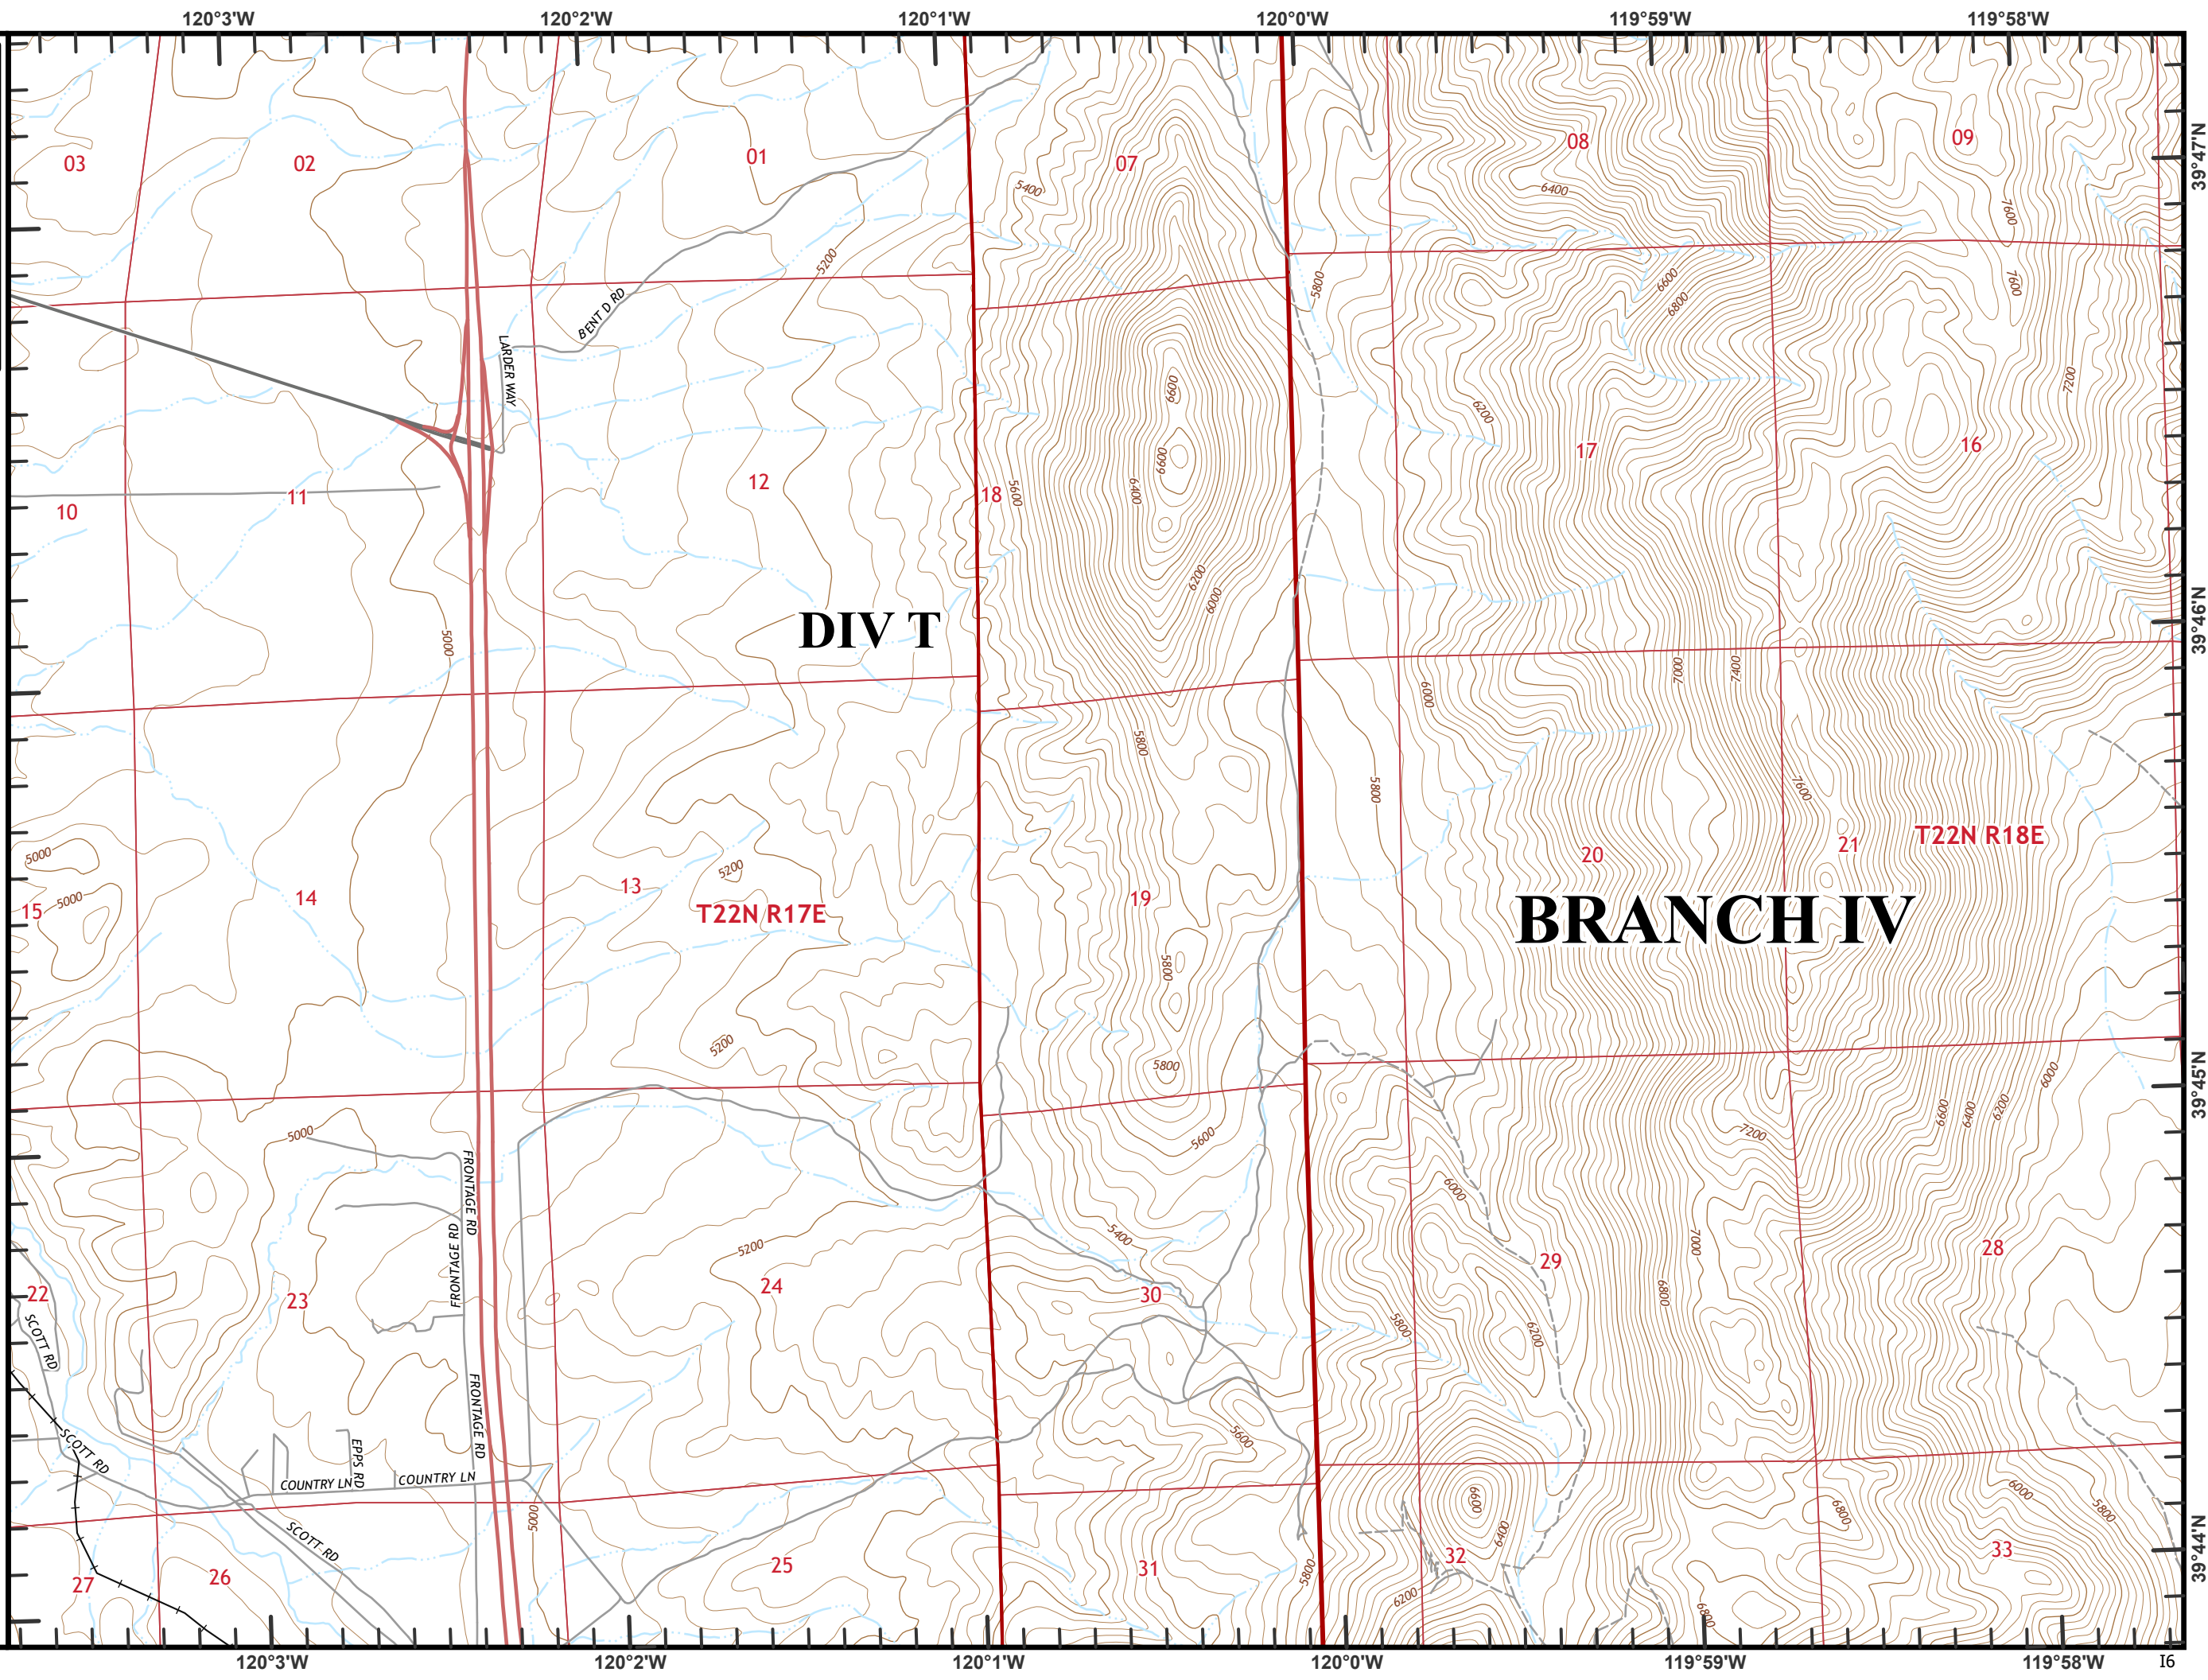 120°3'W 120°2'W 120°1'W 120°0'W 119°59'W 119°58'W
03 02 01 07 08 09
39°47'N
5400 6400 7600
5200
5800 6600 6800 7600
BENT D RD
LARDER WAY
6600 7200
6200
10 11 12 18 5600 6600 6400 17 16
6200 6000
39°46'N
5000
DIV T
7000 7400
6000
5800
5800
7600
T22N R18E
5000
15 5000 14 13 5200 19 20 21
T22N R17E
BRANCH IV
5800
5200
5800
39°45'N
6000
5000 5600 7200 6600 6400 6200
FRONTAGE RD
FRONTAGE RD
6000
5400
5200 7000 28
29
22 23 24 30 6800
SCOTT RD
5800 6200
FRONTAGE RD
5600
SCOTT RD
EPPS RD
COUNTRY LN COUNTRY LN
5000
6600 6000
6800 5800
6400
SCOTT RD
39°44'N
27 26 25 31 5800 32 33
6200 6800
120°3'W 120°2'W 120°1'W 120°0'W 119°59'W 119°58'W I6